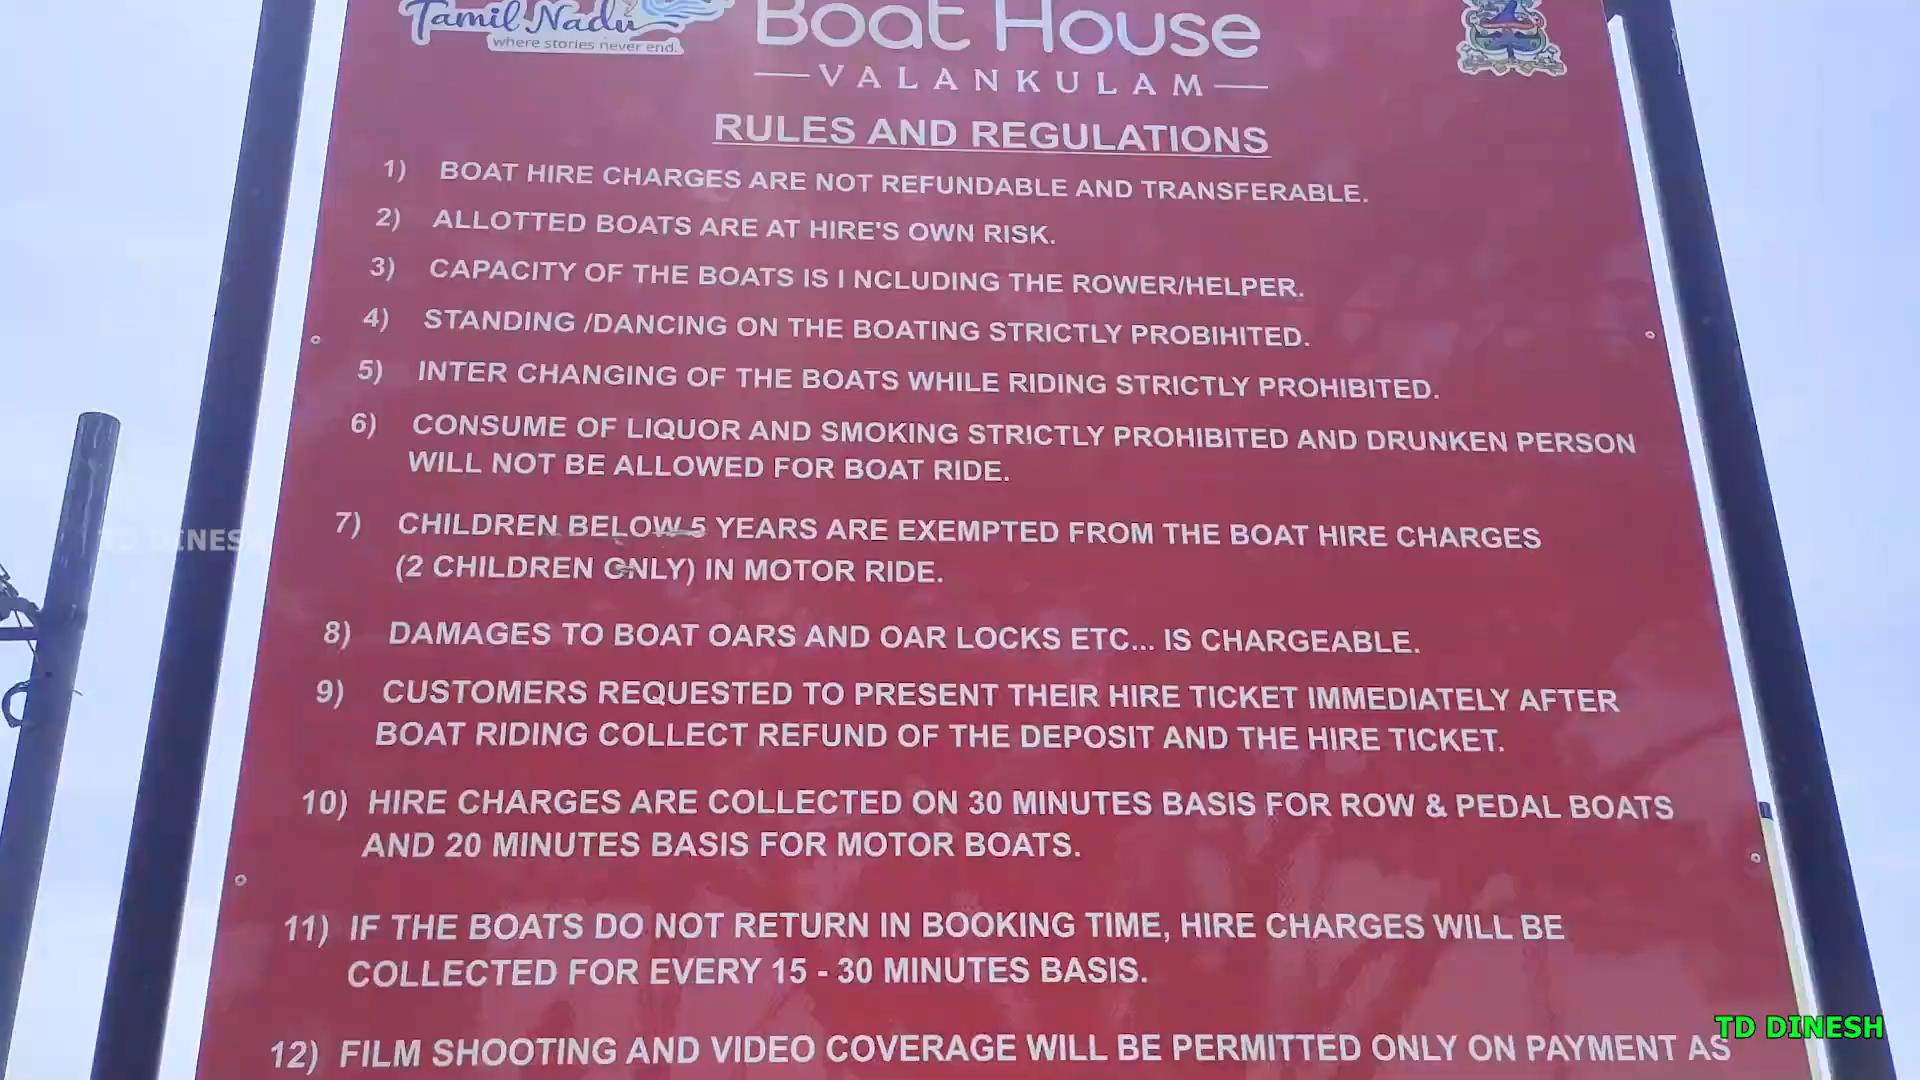 Tamil Nadu
where stories never end.
Boat House
VALANKULAM
RULES AND REGULATIONS
1) BOAT HIRE CHARGES ARE NOT REFUNDABLE AND TRANSFERABLE.
2) ALLOTTED BOATS ARE AT HIRE'S OWN RISK.
3) CAPACITY OF THE BOATS IS I NCLUDING THE ROWER/HELPER.
4) STANDING /DANCING ON THE BOATING STRICTLY PROBIHITED.
5) INTER CHANGING OF THE BOATS WHILE RIDING STRICTLY PROHIBITED.
6) CONSUME OF LIQUOR AND SMOKING STRICTLY PROHIBITED AND DRUNKEN PERSON
WILL NOT BE ALLOWED FOR BOAT RIDE.
7) CHILDREN BELOW 5 YEARS ARE EXEMPTED FROM THE BOAT HIRE CHARGES
(2 CHILDREN ONLY) IN MOTOR RIDE.
TD DINESH
8) DAMAGES TO BOAT OARS AND OAR LOCKS ETC... IS CHARGEABLE.
9) CUSTOMERS REQUESTED TO PRESENT THEIR HIRE TICKET IMMEDIATELY AFTER
BOAT RIDING COLLECT REFUND OF THE DEPOSIT AND THE HIRE TICKET.
10) HIRE CHARGES ARE COLLECTED ON 30 MINUTES BASIS FOR ROW & PEDAL BOATS
AND 20 MINUTES BASIS FOR MOTOR BOATS.
11) IF THE BOATS DO NOT RETURN IN BOOKING TIME, HIRE CHARGES WILL BE
COLLECTED FOR EVERY 15 - 30 MINUTES BASIS.
12) FILM SHOOTING AND VIDEO COVERAGE WILL BE PERMITTED ONLY ON PAYMENT AS
TD DINESH